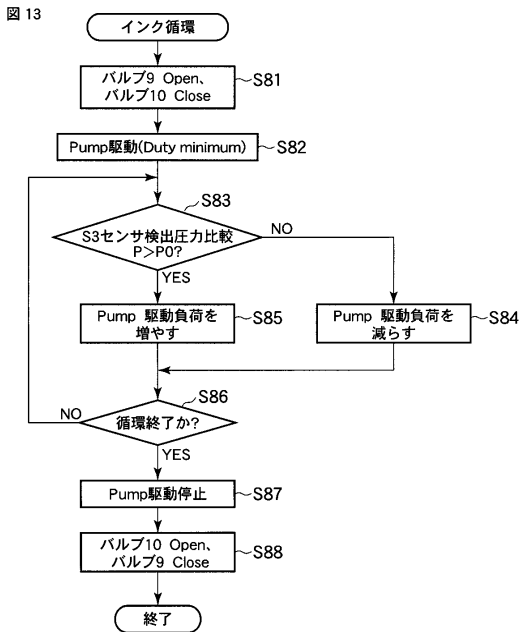 図 13
インク循環
バルブ9 Open、
バルブ10 Close
S81
Pump駆動(Duty minimum)
S82
S83
S3センサ検出圧力比較
P>P0?
NO
YES
Pump 駆動負荷を
増やす
S85
Pump 駆動負荷を
減らす
S84
S86
循環終了か?
NO
YES
Pump駆動停止
S87
バルブ10 Open、
バルブ9 Close
S88
終了